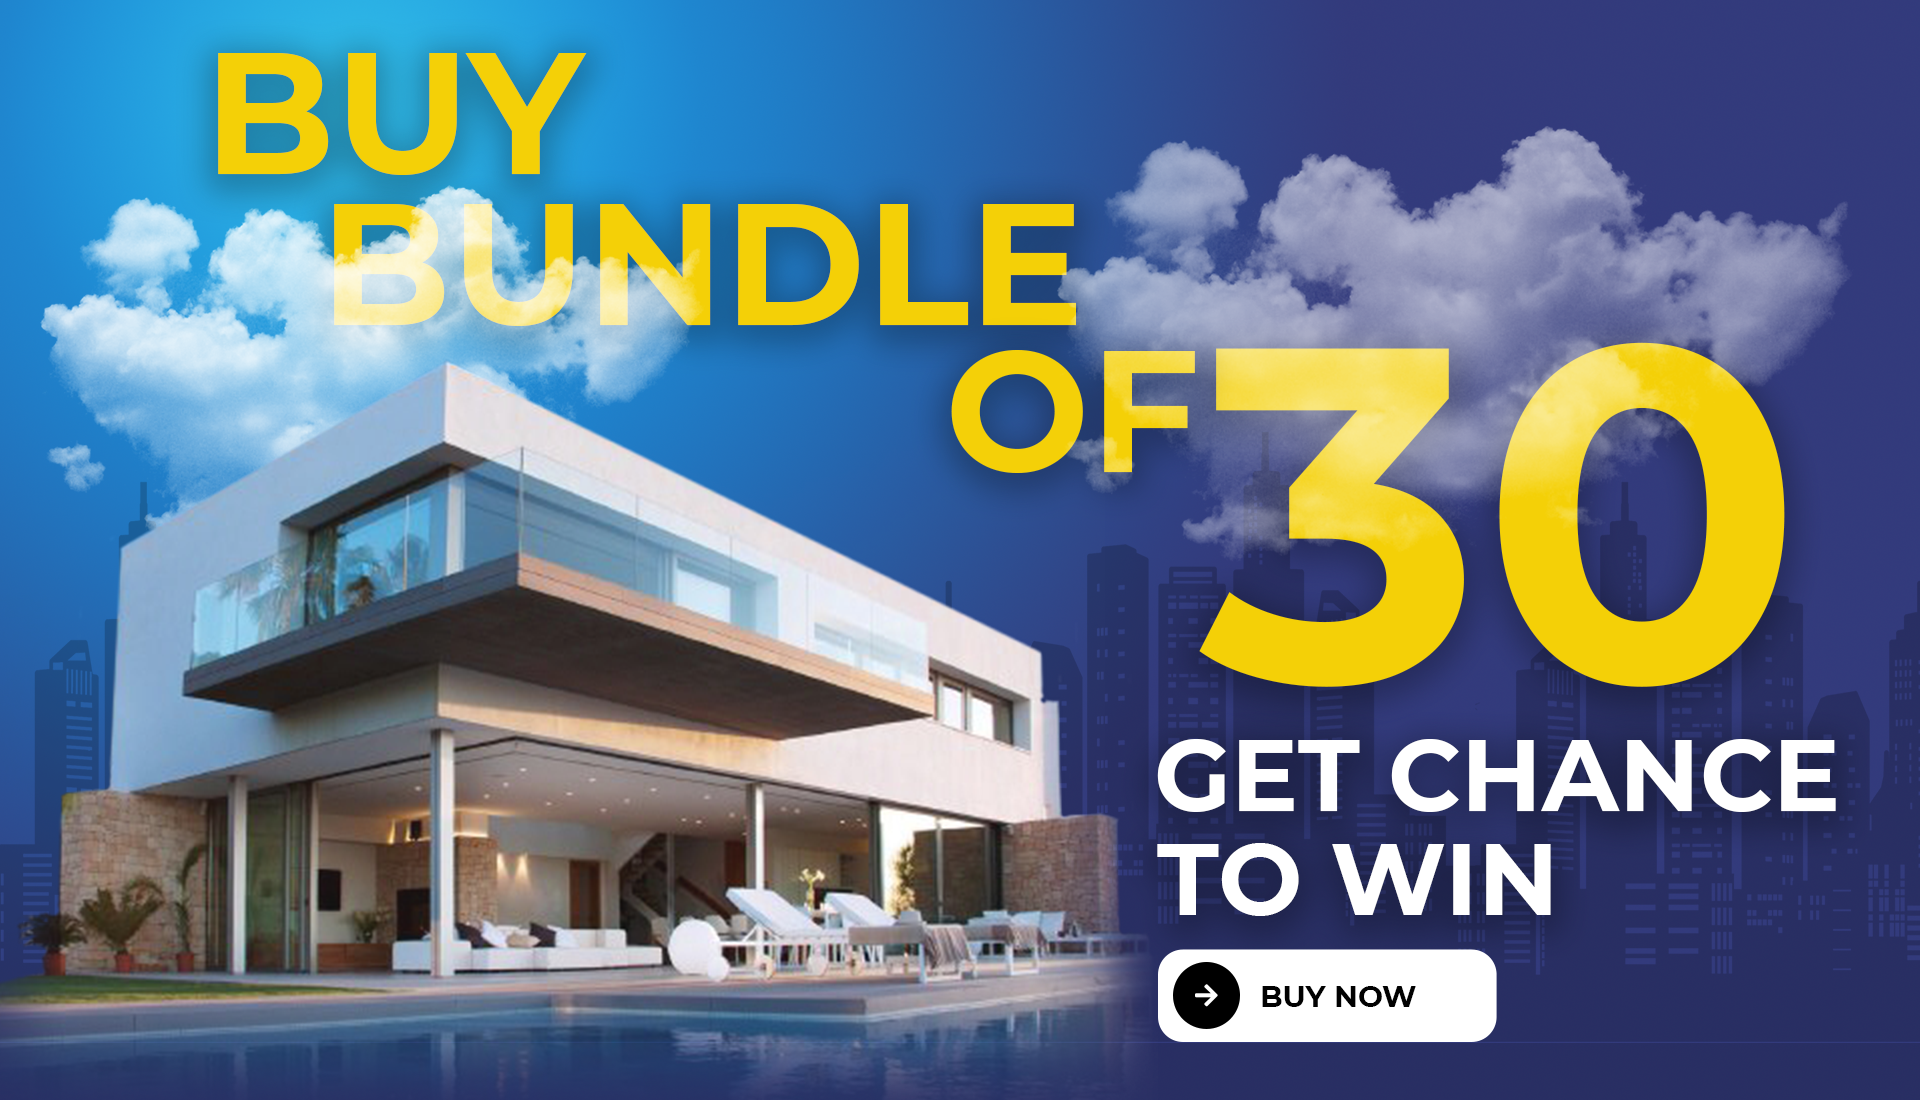 BUY
BUNDLE
OF 30
GET CHANCE
TO WIN
BUY NOW